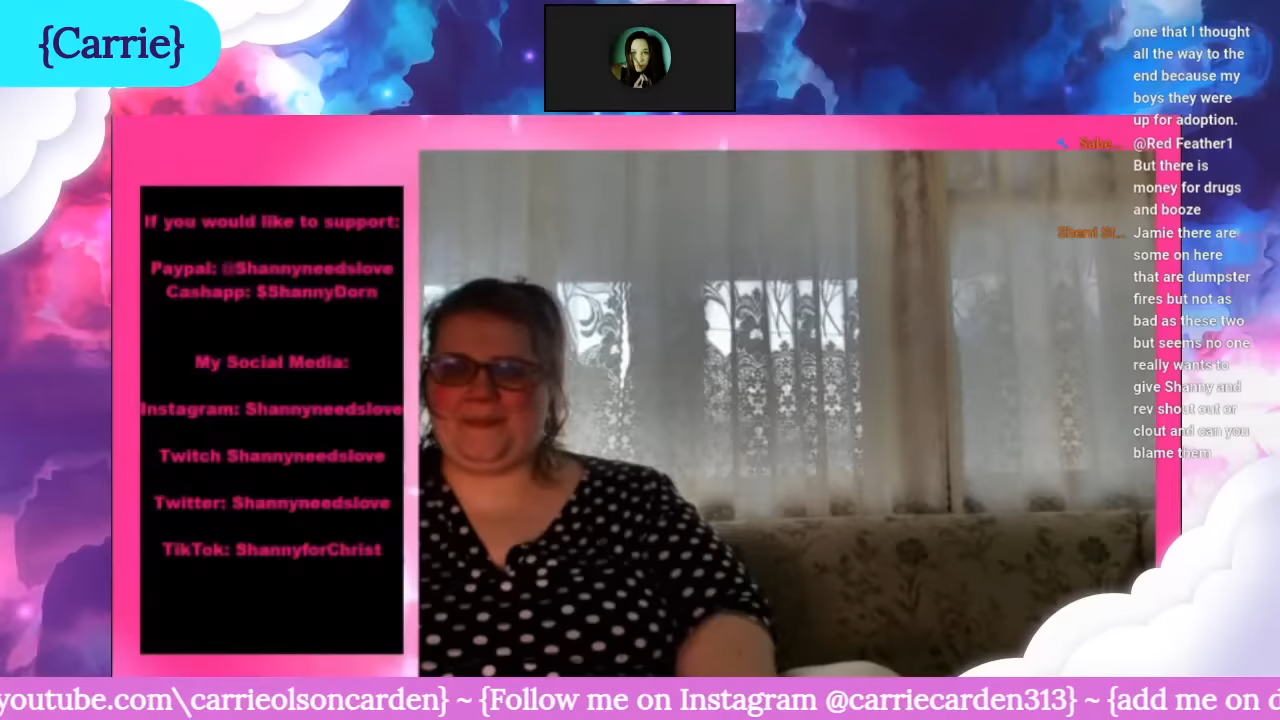 {Carrie}
If you would like to support:
Paypal: @Shannyneedslove
Cashapp: $ShannyDorn
My Social Media:
Instagram: Shannyneedslove
Twitch Shannyneedslove
Twitter: Shannyneedslove
TikTok: ShannyforChrist
one that I thought
all the way to the
end because my
boys they were
up for adoption.
Sabe... @Red Feather1
But there is
money for drugs
and booze
Sherd St... Jamie there are
some on here
that are dumpster
fires but not as
bad as these two
but seems no one
really wants to
give Shanny and
rev shout out or
clout and can you
blame them
youtube.com\carrieolsoncarden} ~ {Follow me on Instagram @carriecarden313} ~ {add me on d